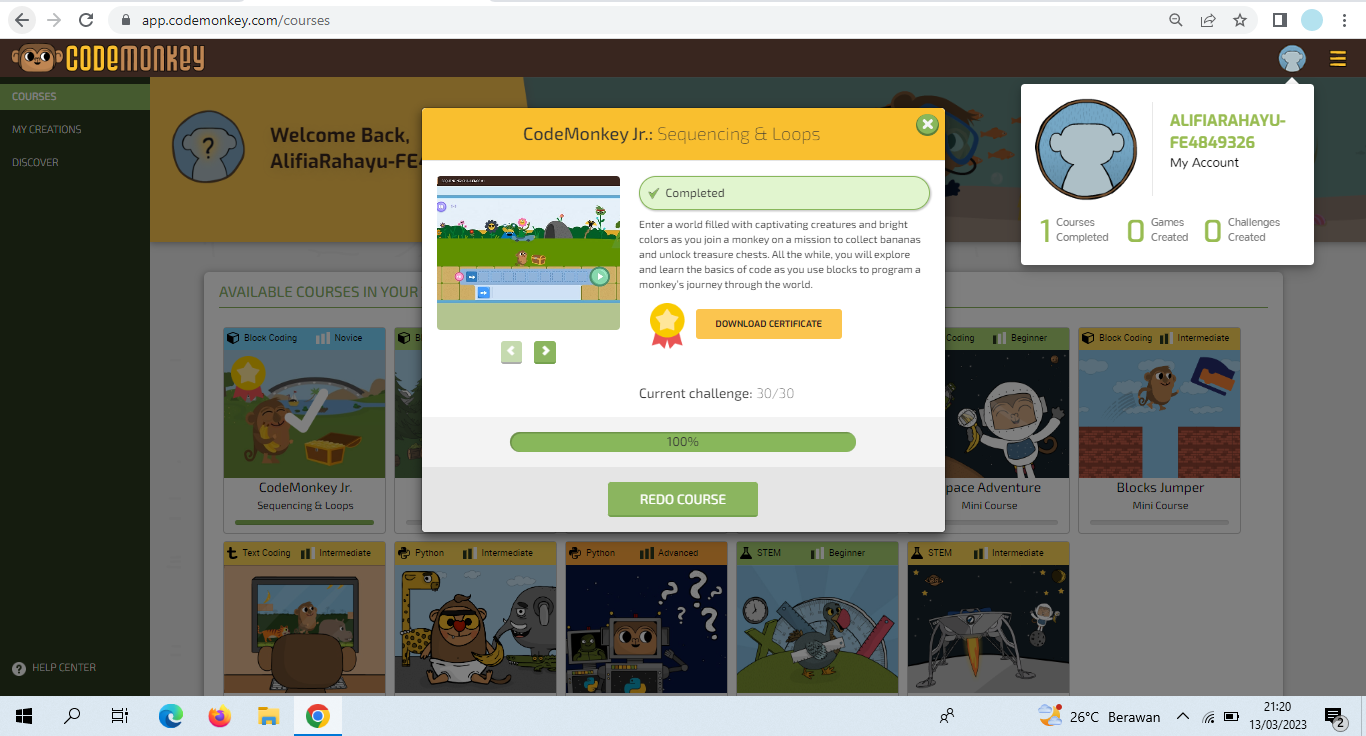 app.codemonkey.com/courses
CODEMONKEY
COURSES
MY CREATIONS
DISCOVER
HELP CENTER
?
Welcome Back,
AlifiaRahayu-FE4
ALIFIARAHAYU-
FE4849326
My Account
1 Courses Completed
0 Games Created
0 Challenges Created
CodeMonkey Jr.: Sequencing & Loops
Completed
Enter a world filled with captivating creatures and bright
colors as you join a monkey on a mission to collect bananas
and unlock treasure chests. All the while, you will explore
and learn the basics of code as you use blocks to program a
monkey's journey through the world.
DOWNLOAD CERTIFICATE
Current challenge: 30/30
100%
REDO COURSE
AVAILABLE COURSES IN YOUR
Block Coding Novice
CodeMonkey Jr.
Sequencing & Loops
B
Coding Beginner
pace Adventure
Mini Course
Block Coding Intermediate
Blocks Jumper
Mini Course
Text Coding Intermediate
Python Intermediate
Python Advanced
? ? ? ?
STEM Beginner
STEM Intermediate
26°C Berawan
21:20
13/03/2023
2